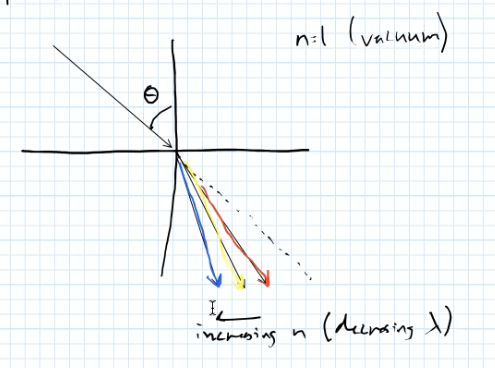 n=1 (vacuum)
θ
increasing n (decreasing λ)